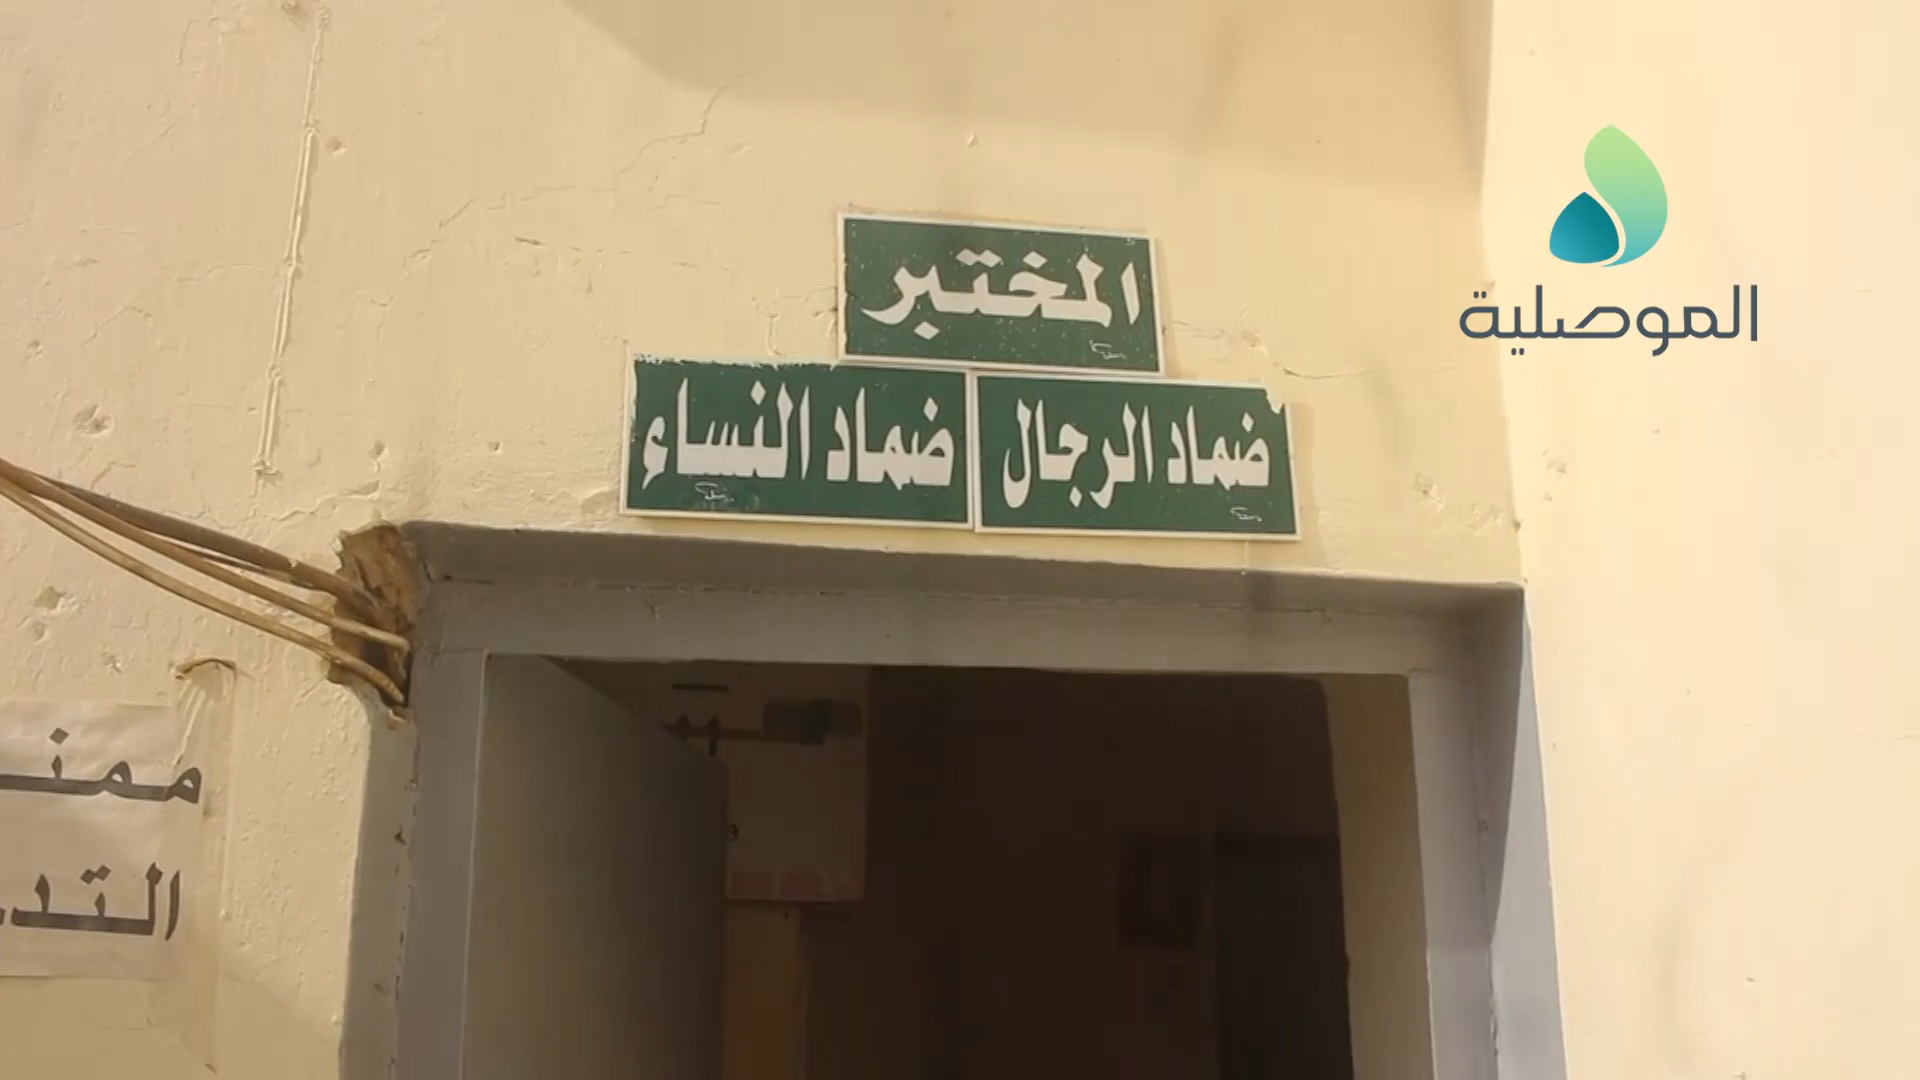 الموصلية
المختبر
ضماد الرجال
ضماد النساء